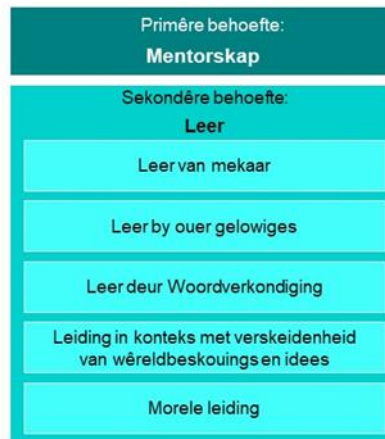 Primêre behoefte:
Mentorskap
Sekondêre behoefte:
Leer
Leer van mekaar
Leer by ouer gelowiges
Leer deur Woordverkondiging
Leiding in konteks met verskeidenheid
van wêreldbeskouings en idees
Morele leiding